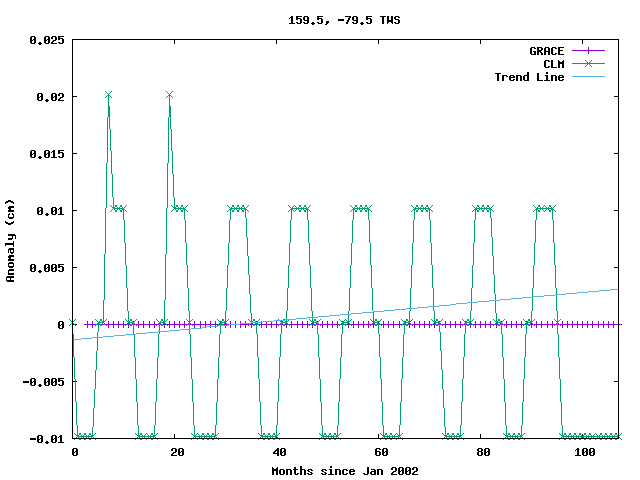 159.5, -79.5 TWS
GRACE
CLM
Trend Line
Anomaly (cm)
0.025
0.02
0.015
0.01
0.005
0
-0.005
-0.01
0 20 40 60 80 100
Months since Jan 2002